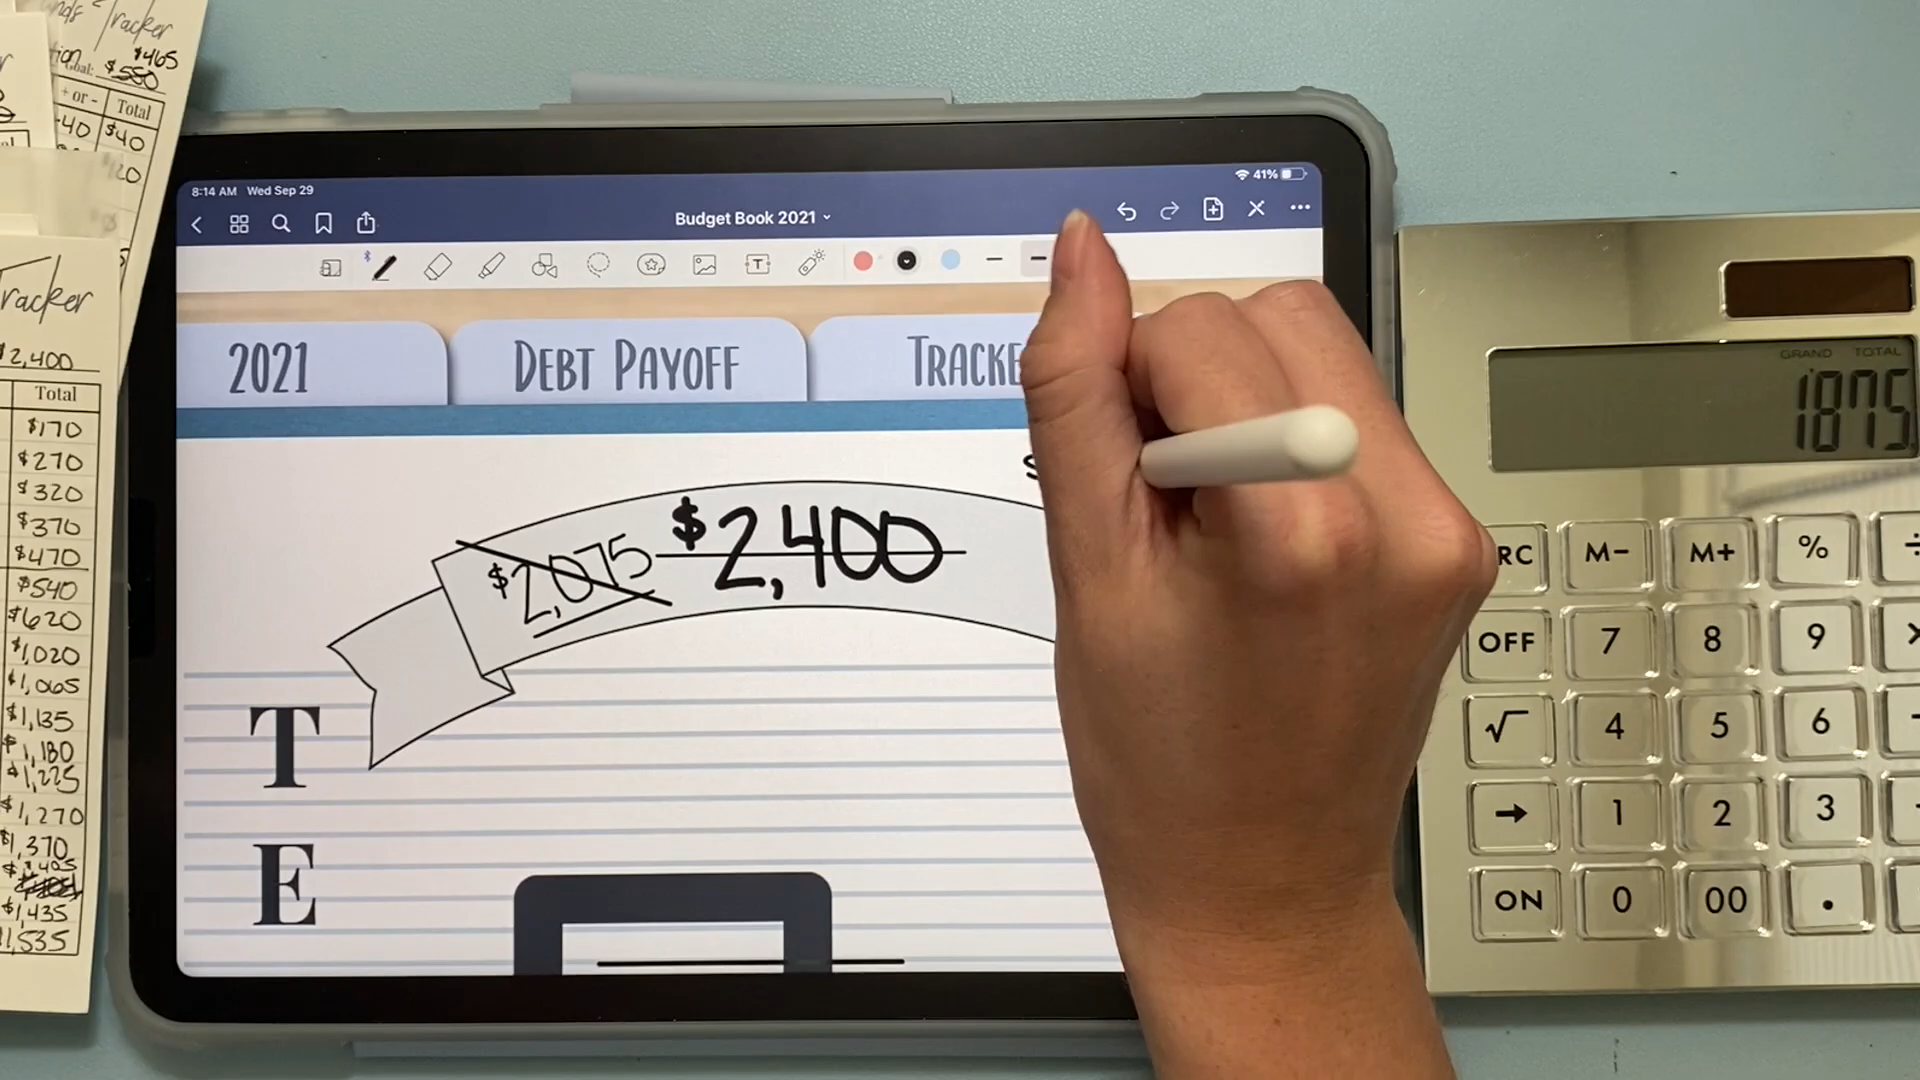 Tracker
$465
Goal: $550
+ or - Total
-40 $40
Tracker
$2,400
Total
$170
$270
$320
$370
$470
$540
$620
$1,020
$1,065
$1,135
$1,180
$1,225
$1,270
$1,370
$1,435
$1,535
8:14 AM Wed Sep 29
41%
Budget Book 2021
T
2021
DEBT PAYOFF
TRACKE
$2,075
$2,400
T
E
GRAND TOTAL
1875.
RC M− M+ % ÷
OFF 7 8 9 ×
√ 4 5 6
→ 1 2 3
ON 0 00 .